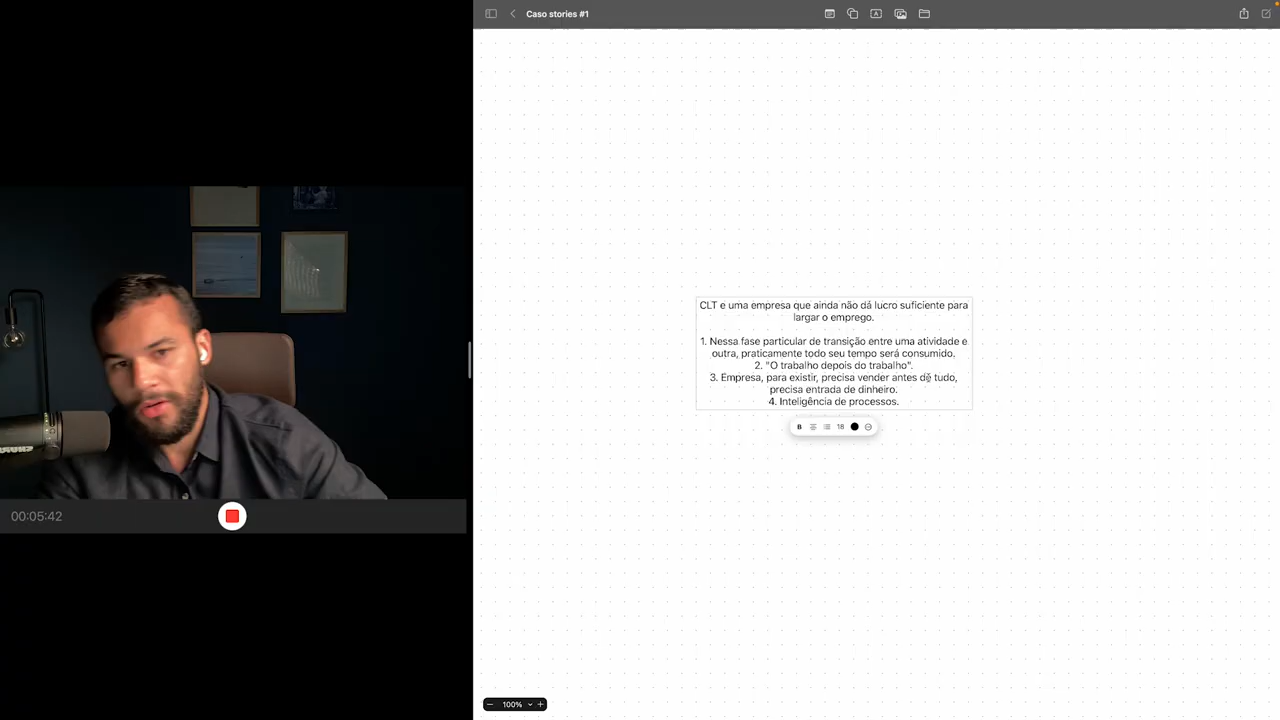 Caso stories #1
CLT e uma empresa que ainda não dá lucro suficiente para
largar o emprego.
1. Nessa fase particular de transição entre uma atividade e
outra, praticamente todo seu tempo será consumido.
2. "O trabalho depois do trabalho".
3. Empresa, para existir, precisa vender antes de tudo,
precisa entrada de dinheiro.
4. Inteligência de processos.
B 18
00:05:42
100%